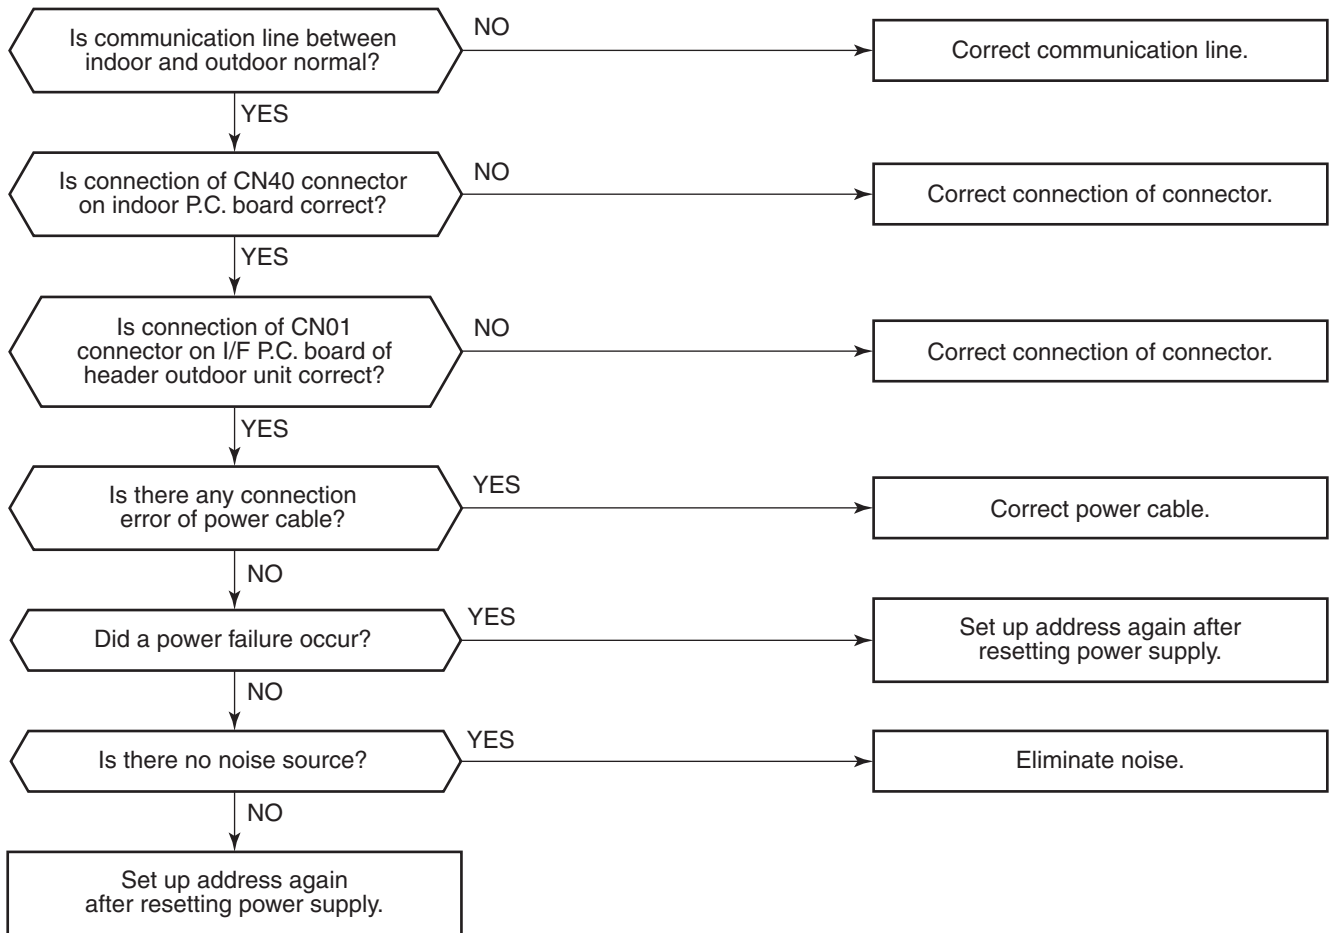 Is communication line between
indoor and outdoor normal?
NO
Correct communication line.
YES
Is connection of CN40 connector
on indoor P.C. board correct?
NO
Correct connection of connector.
YES
Is connection of CN01
connector on I/F P.C. board of
header outdoor unit correct?
NO
Correct connection of connector.
YES
Is there any connection
error of power cable?
YES
Correct power cable.
NO
Did a power failure occur?
YES
Set up address again after
resetting power supply.
NO
Is there no noise source?
YES
Eliminate noise.
NO
Set up address again
after resetting power supply.